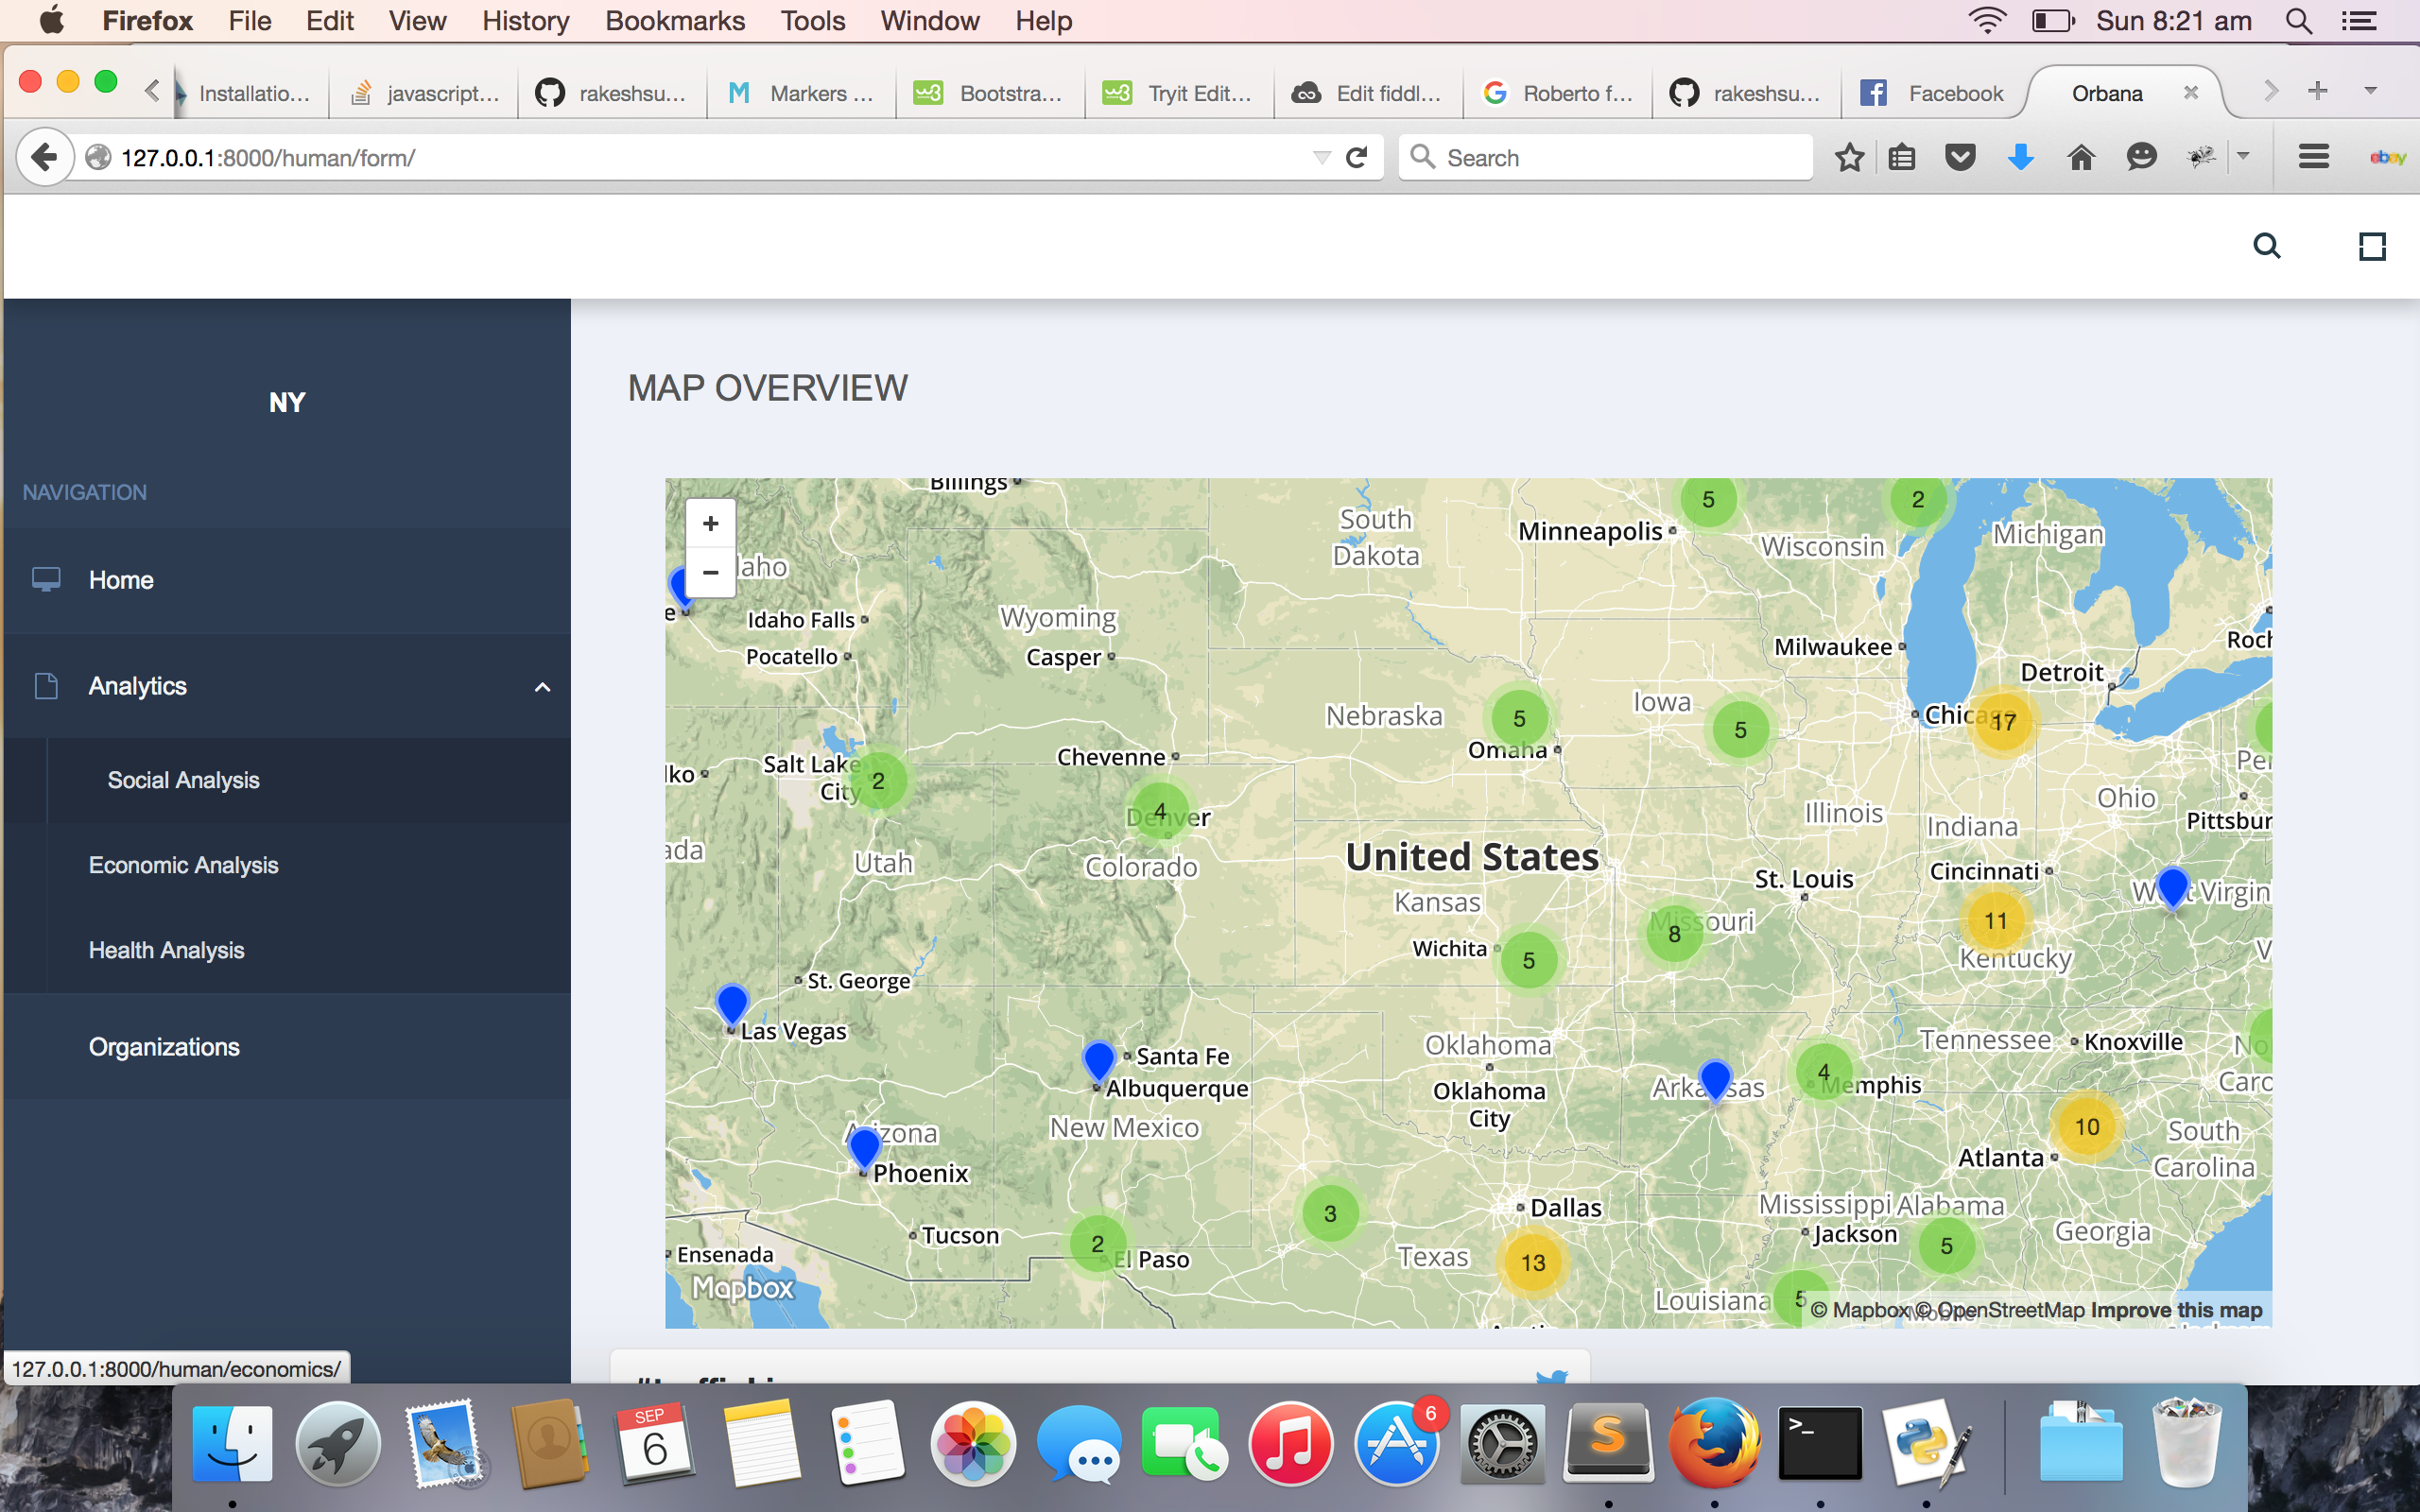 Firefox File Edit View History Bookmarks Tools Window Help Sun 8:21 am
Installatio... javascript... rakeshsu... Markers ... Bootstra... Tryit Edit... Edit fiddl... Roberto f... rakeshsu... Facebook Orbana
127.0.0.1:8000/human/form/ Search ebay
NY
NAVIGATION
Home
Analytics
Social Analysis
Economic Analysis
Health Analysis
Organizations
127.0.0.1:8000/human/economics/
MAP OVERVIEW
+
−
Billings
South
Dakota
Minneapolis
5
2
Wisconsin
Michigan
Idaho Falls
Wyoming
Pocatello
Casper
Milwaukee
Detroit
Nebraska
5
Omaha
Iowa
5
Chicago
17
Salt Lake
City
2
Cheyenne
4
Denver
Utah
Colorado
United States
Illinois
Indiana
Ohio
Pittsbur
Kansas
St. Louis
Cincinnati
West Virgin
Wichita
5
8
Missouri
11
Kentucky
St. George
Las Vegas
Santa Fe
Albuquerque
Oklahoma
Oklahoma
City
Arkansas
4
Memphis
Tennessee
Knoxville
Arizona
Phoenix
New Mexico
10
Atlanta
South
Carolina
Tucson
Ensenada
2
El Paso
3
Dallas
13
Texas
Mississippi
Alabama
Jackson
5
Georgia
Louisiana
5
Mapbox
© Mapbox © OpenStreetMap Improve this map
6
SEP
6